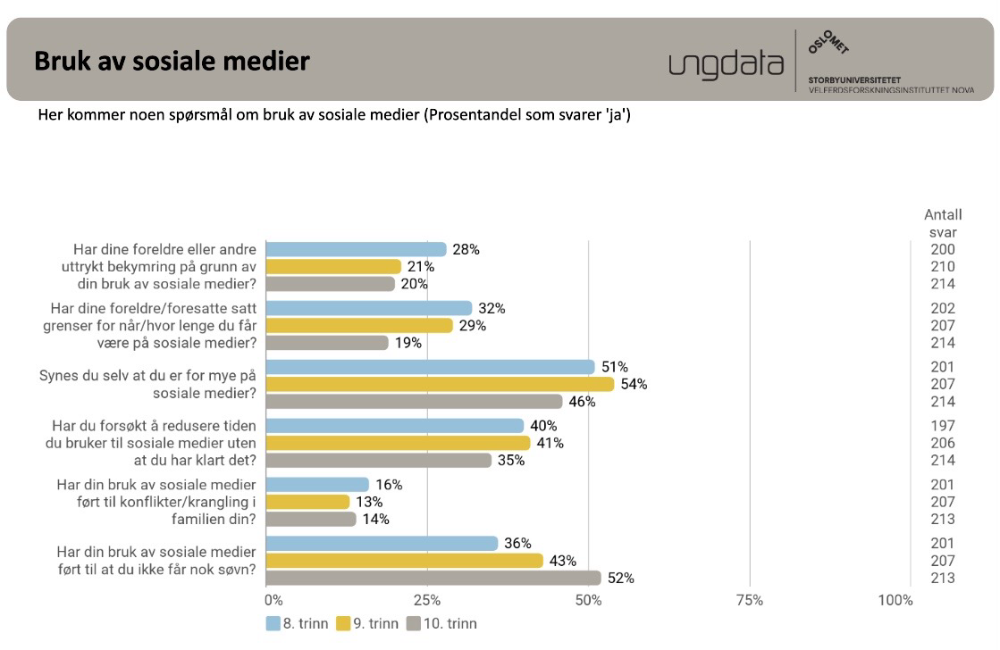 Bruk av sosiale medier
ungdata
OSLOMET
STORBYUNIVERSITETET
VELFERDSFORSKNINGSINSTITUTTET NOVA
Her kommer noen spørsmål om bruk av sosiale medier (Prosentandel som svarer 'ja')
Antall
svar
Har dine foreldre eller andre
uttrykt bekymring på grunn av
din bruk av sosiale medier?
28%
21%
20%
200
210
214
Har dine foreldre/foresatte satt
grenser for når/hvor lenge du får
være på sosiale medier?
32%
29%
19%
202
207
214
Synes du selv at du er for mye på
sosiale medier?
51%
54%
46%
201
207
214
Har du forsøkt å redusere tiden
du bruker til sosiale medier uten
at du har klart det?
40%
41%
35%
197
206
214
Har din bruk av sosiale medier
ført til konflikter/krangling i
familien din?
16%
13%
14%
201
207
213
Har din bruk av sosiale medier
ført til at du ikke får nok søvn?
36%
43%
52%
201
207
213
0% 25% 50% 75% 100%
8. trinn 9. trinn 10. trinn